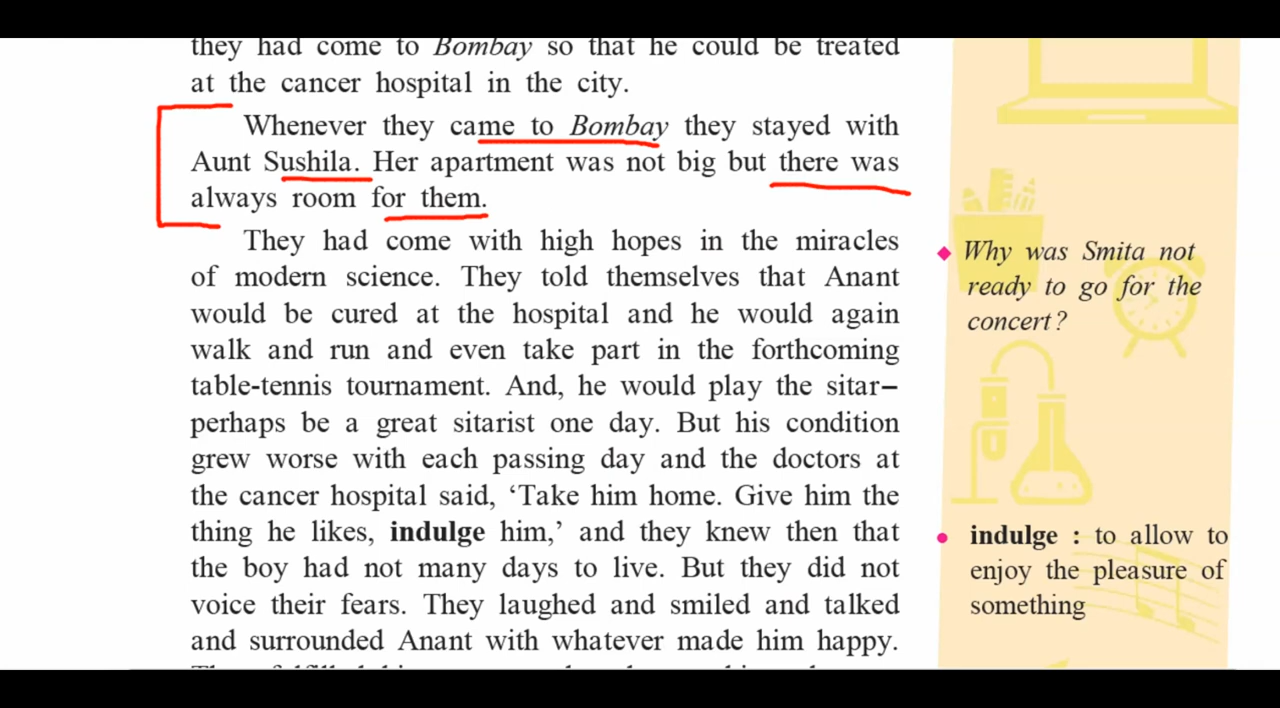 they had come to Bombay so that he could be treated
at the cancer hospital in the city.
Whenever they came to Bombay they stayed with
Aunt Sushila. Her apartment was not big but there was
always room for them.
They had come with high hopes in the miracles
of modern science. They told themselves that Anant
would be cured at the hospital and he would again
walk and run and even take part in the forthcoming
table-tennis tournament. And, he would play the sitar–
perhaps be a great sitarist one day. But his condition
grew worse with each passing day and the doctors at
the cancer hospital said, ‘Take him home. Give him the
thing he likes, indulge him,’ and they knew then that
the boy had not many days to live. But they did not
voice their fears. They laughed and smiled and talked
and surrounded Anant with whatever made him happy.
Why was Smita not
ready to go for the
concert?
indulge : to allow to
enjoy the pleasure of
something